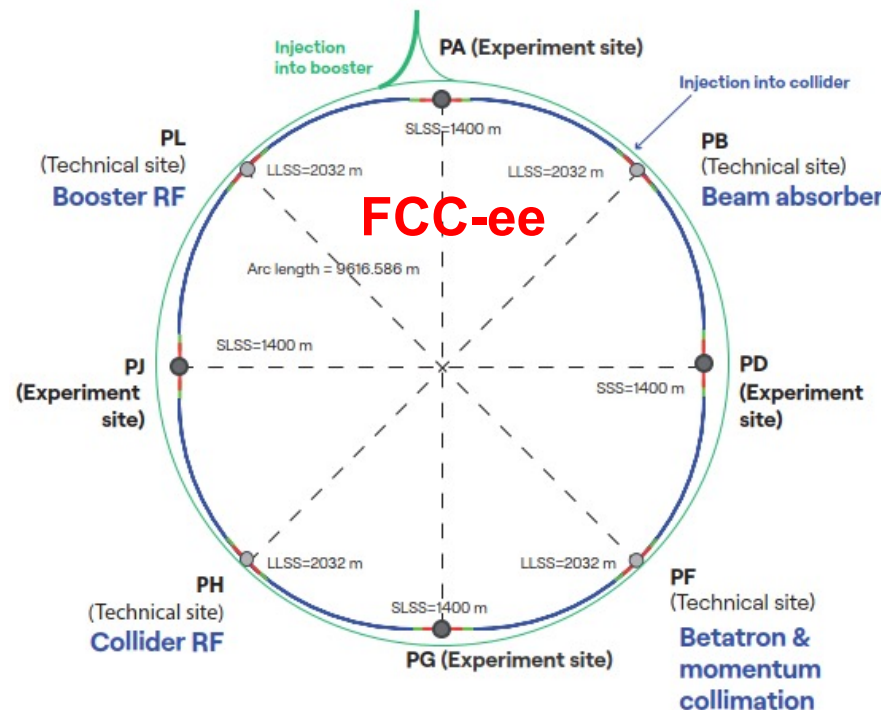 PA (Experiment site)
Injection
into booster
Injection into collider
SLSS=1400 m
PL
(Technical site)
Booster RF
LLSS=2032 m
LLSS=2032 m
PB
(Technical site)
Beam absorber
FCC-ee
Arc length = 9616.586 m
SLSS=1400 m
PJ
(Experiment
site)
SSS=1400 m
PD
(Experiment
site)
LLSS=2032 m
LLSS=2032 m
PH
(Technical site)
Collider RF
SLSS=1400 m
PF
(Technical site)
PG (Experiment site)
Betatron &
momentum
collimation